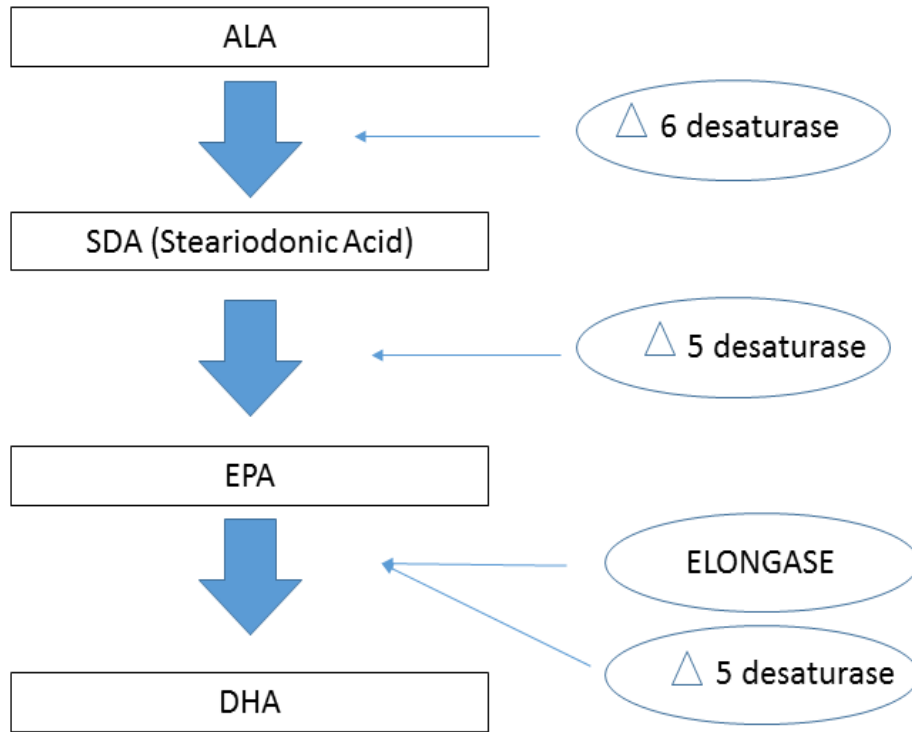 ALA
△ 6 desaturase
SDA (Steariodonic Acid)
△ 5 desaturase
EPA
ELONGASE
△ 5 desaturase
DHA